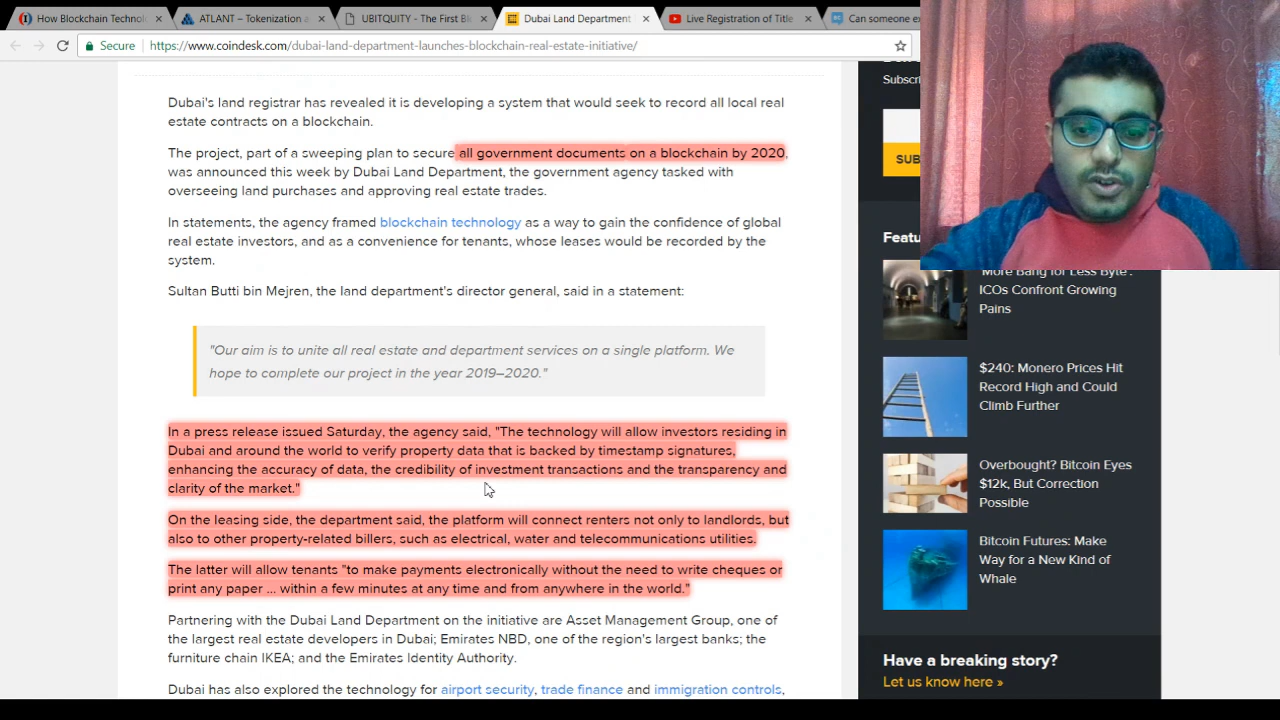 How Blockchain Technol
ATLANT – Tokenization a
UBITQUITY - The First Bl
Dubai Land Department
Live Registration of Title
Can someone ex
Secure
https://www.coindesk.com/dubai-land-department-launches-blockchain-real-estate-initiative/
Dubai's land registrar has revealed it is developing a system that would seek to record all local real
estate contracts on a blockchain.
The project, part of a sweeping plan to secure all government documents on a blockchain by 2020,
was announced this week by Dubai Land Department, the government agency tasked with
overseeing land purchases and approving real estate trades.
In statements, the agency framed blockchain technology as a way to gain the confidence of global
real estate investors, and as a convenience for tenants, whose leases would be recorded by the
system.
Sultan Butti bin Mejren, the land department's director general, said in a statement:
"Our aim is to unite all real estate and department services on a single platform. We
hope to complete our project in the year 2019–2020."
In a press release issued Saturday, the agency said, "The technology will allow investors residing in
Dubai and around the world to verify property data that is backed by timestamp signatures,
enhancing the accuracy of data, the credibility of investment transactions and the transparency and
clarity of the market."
On the leasing side, the department said, the platform will connect renters not only to landlords, but
also to other property-related billers, such as electrical, water and telecommunications utilities.
The latter will allow tenants "to make payments electronically without the need to write cheques or
print any paper ... within a few minutes at any time and from anywhere in the world."
Partnering with the Dubai Land Department on the initiative are Asset Management Group, one of
the largest real estate developers in Dubai; Emirates NBD, one of the region's largest banks; the
furniture chain IKEA; and the Emirates Identity Authority.
Dubai has also explored the technology for airport security, trade finance and immigration controls,
Subscri
SUB
Featu
'More Bang for Less Byte':
ICOs Confront Growing
Pains
$240: Monero Prices Hit
Record High and Could
Climb Further
Overbought? Bitcoin Eyes
$12k, But Correction
Possible
Bitcoin Futures: Make
Way for a New Kind of
Whale
Have a breaking story?
Let us know here »